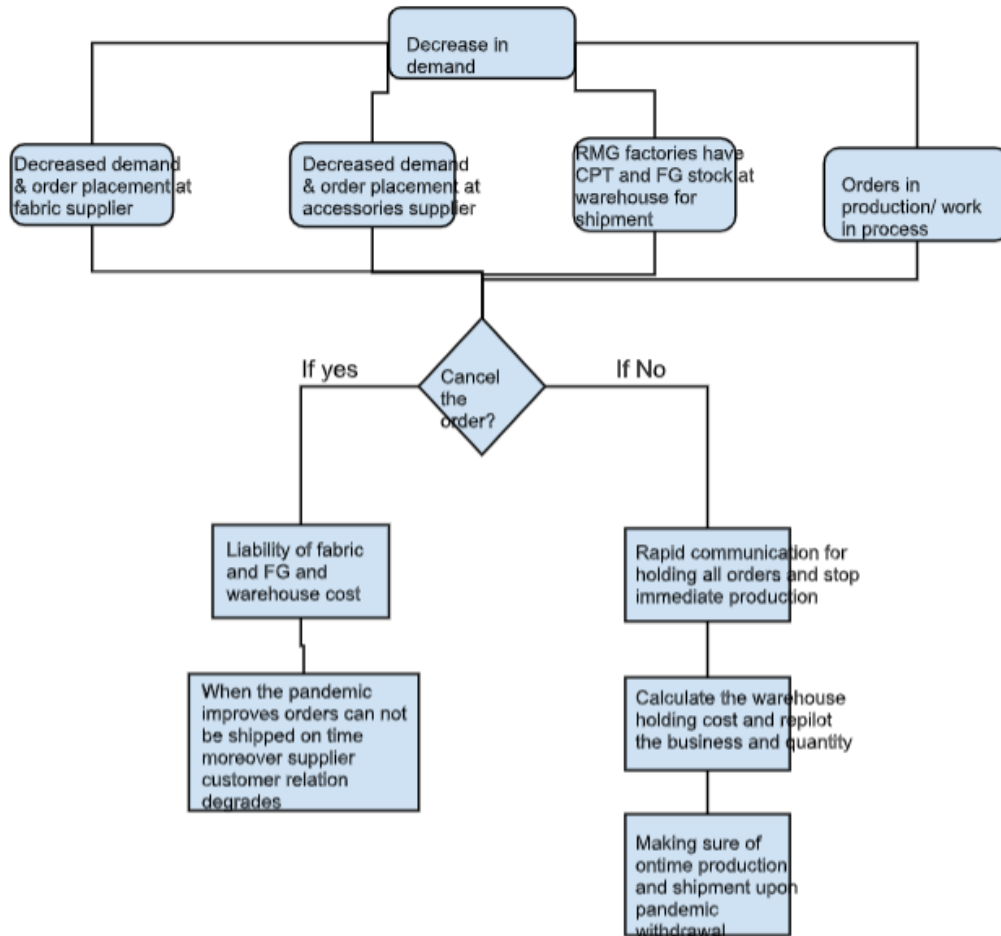 Decrease in
demand
Decreased demand
& order placement at
fabric supplier
Decreased demand
& order placement at
accessories supplier
RMG factories have
CPT and FG stock at
warehouse for
shipment
Orders in
production/ work
in process
If yes
If No
Cancel
the
order?
Liability of fabric
and FG and
warehouse cost
When the pandemic
improves orders can not
be shipped on time
moreover supplier
customer relation
degrades
Rapid communication for
holding all orders and stop
immediate production
Calculate the warehouse
holding cost and repilot
the business and quantity
Making sure of
ontime production
and shipment upon
pandemic
withdrawal